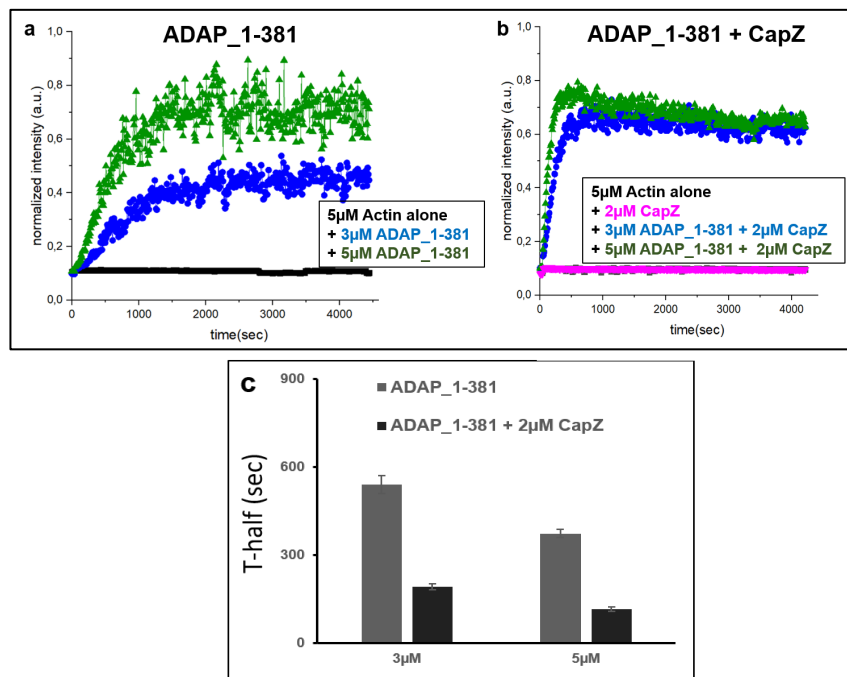 a
ADAP_1-381
normalized intensity (a.u.)
1,0
0,8
0,6
0,4
0,2
0,0
5µM Actin alone
+ 3µM ADAP_1-381
+ 5µM ADAP_1-381
0
1000
2000
3000
4000
time(sec)
b
ADAP_1-381 + CapZ
normalized intensity (a.u.)
1,0
0,8
0,6
0,4
0,2
0,0
5µM Actin alone
+ 2µM CapZ
+ 3µM ADAP_1-381 + 2µM CapZ
+ 5µM ADAP_1-381 + 2µM CapZ
0
1000
2000
3000
4000
time(sec)
c
ADAP_1-381
ADAP_1-381 + 2µM CapZ
T-half (sec)
900
600
300
0
3µM
5µM